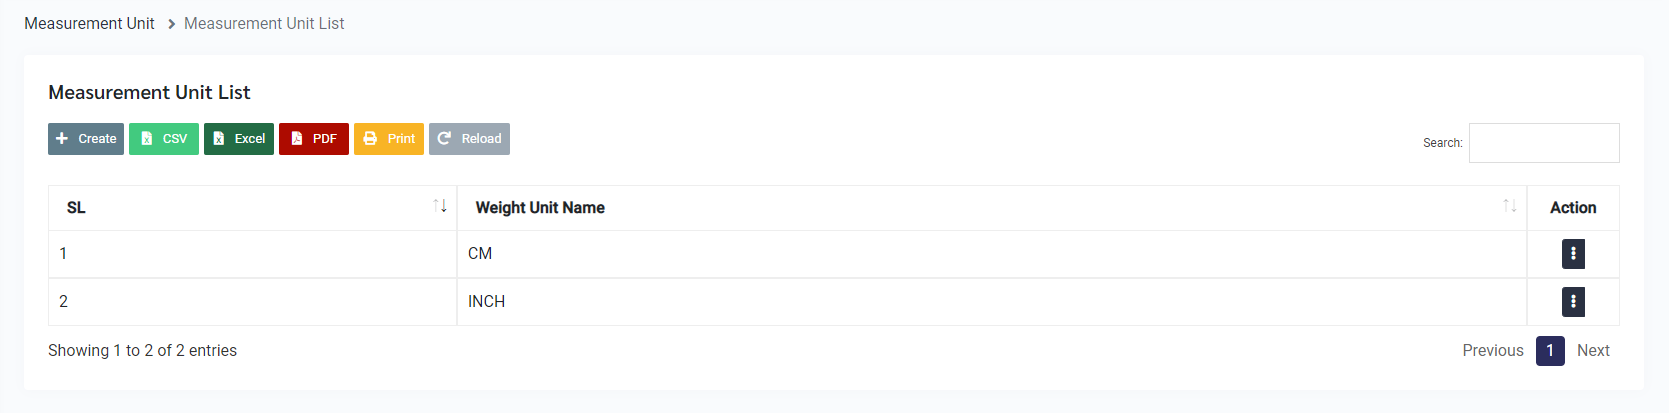 Measurement Unit > Measurement Unit List
Measurement Unit List
Create CSV Excel PDF Print Reload
Search:
SL Weight Unit Name Action
1 CM
2 INCH
Showing 1 to 2 of 2 entries
Previous 1 Next